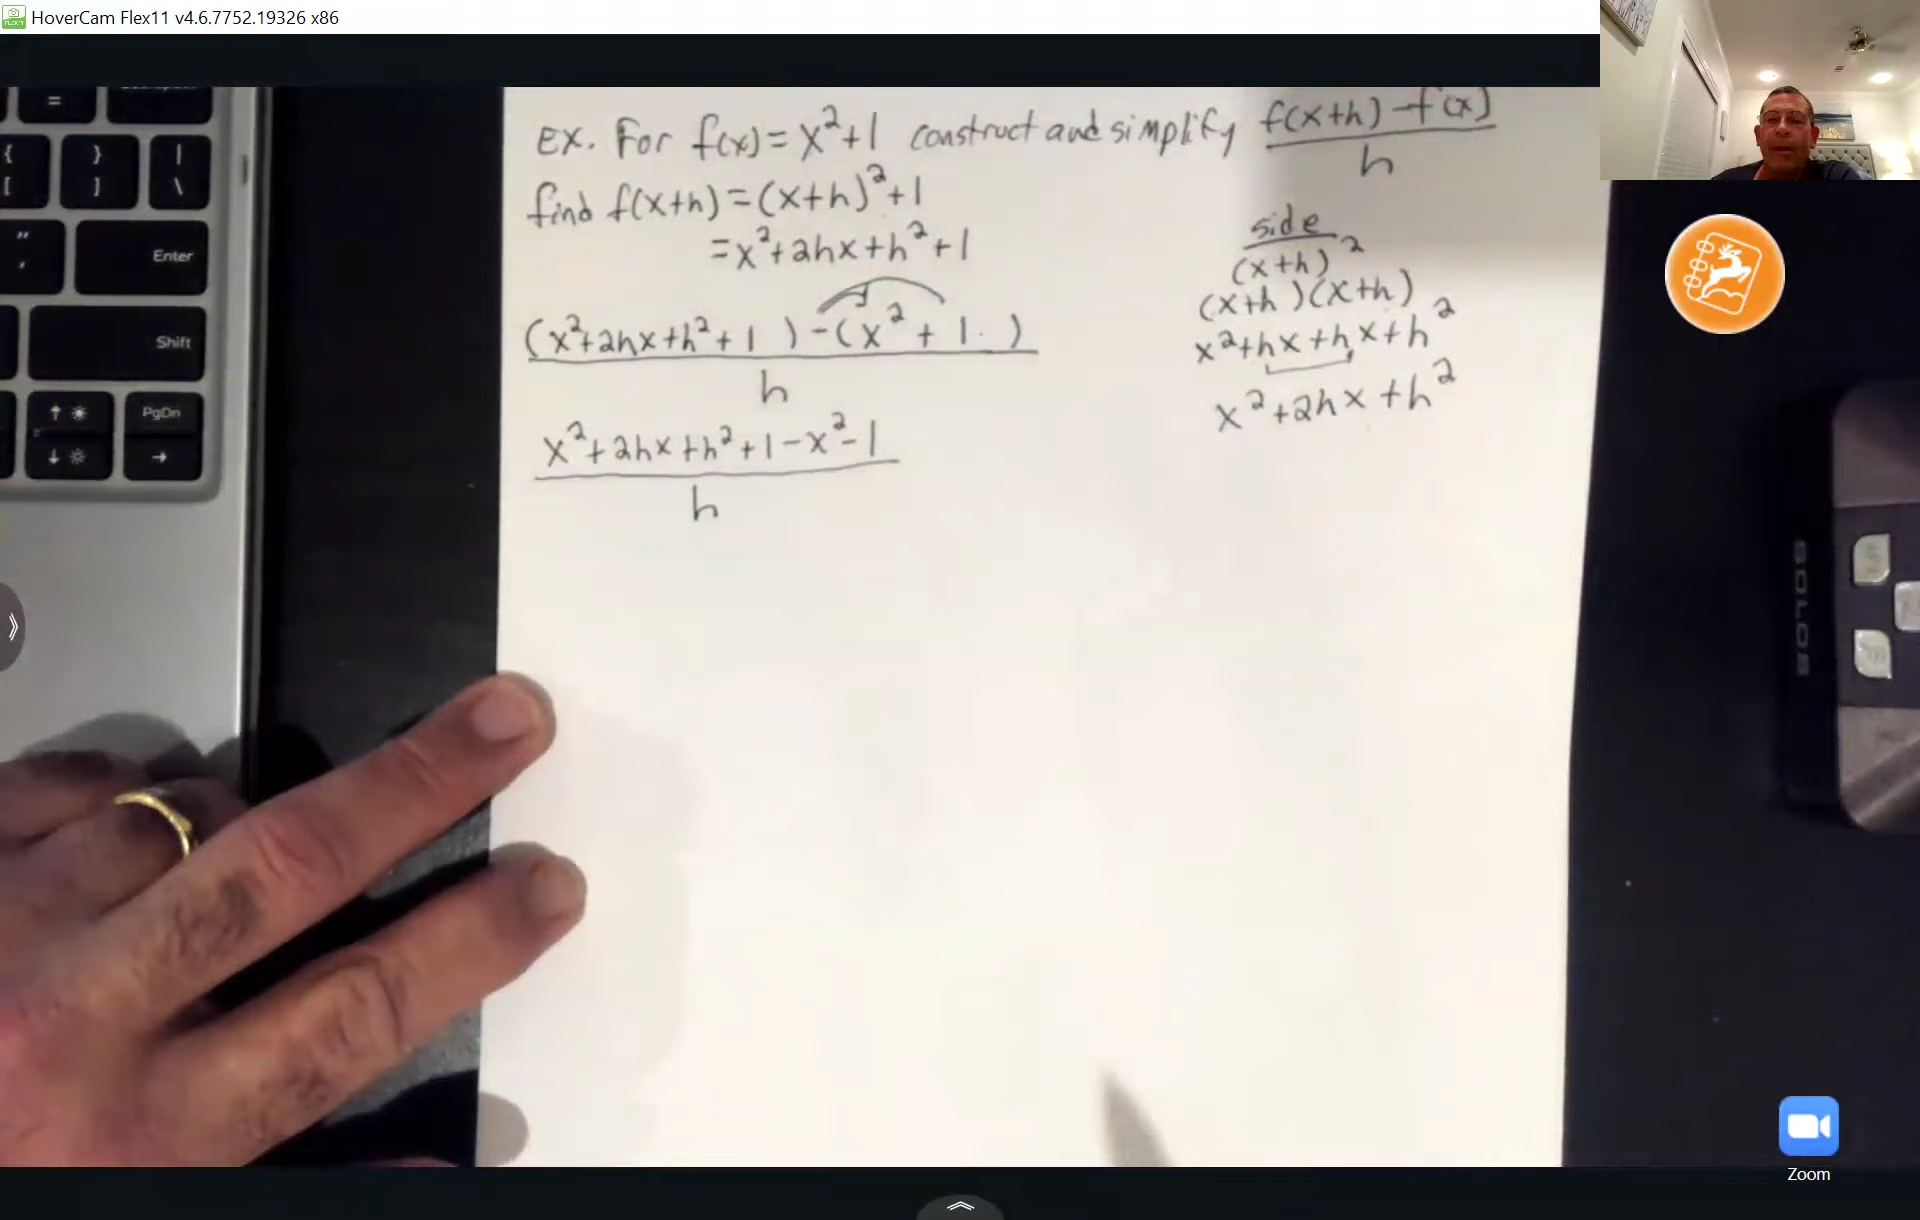 HoverCam Flex11 v4.6.7752.19326 x86
Ex. For f(x) = x²+1 construct and simplify f(x+h) - f(x) / h
find f(x+h) = (x+h)² + 1
= x² + 2hx + h² + 1
(x²+2hx+h²+1) - (x² + 1) / h
x² + 2hx + h² + 1 - x² - 1 / h
side
(x+h)²
(x+h)(x+h)
x²+hx+hx+h²
x²+2hx+h²
=
{ [
} ]
| \
" '
Enter
Shift
PgDn
SOLO8
Zoom